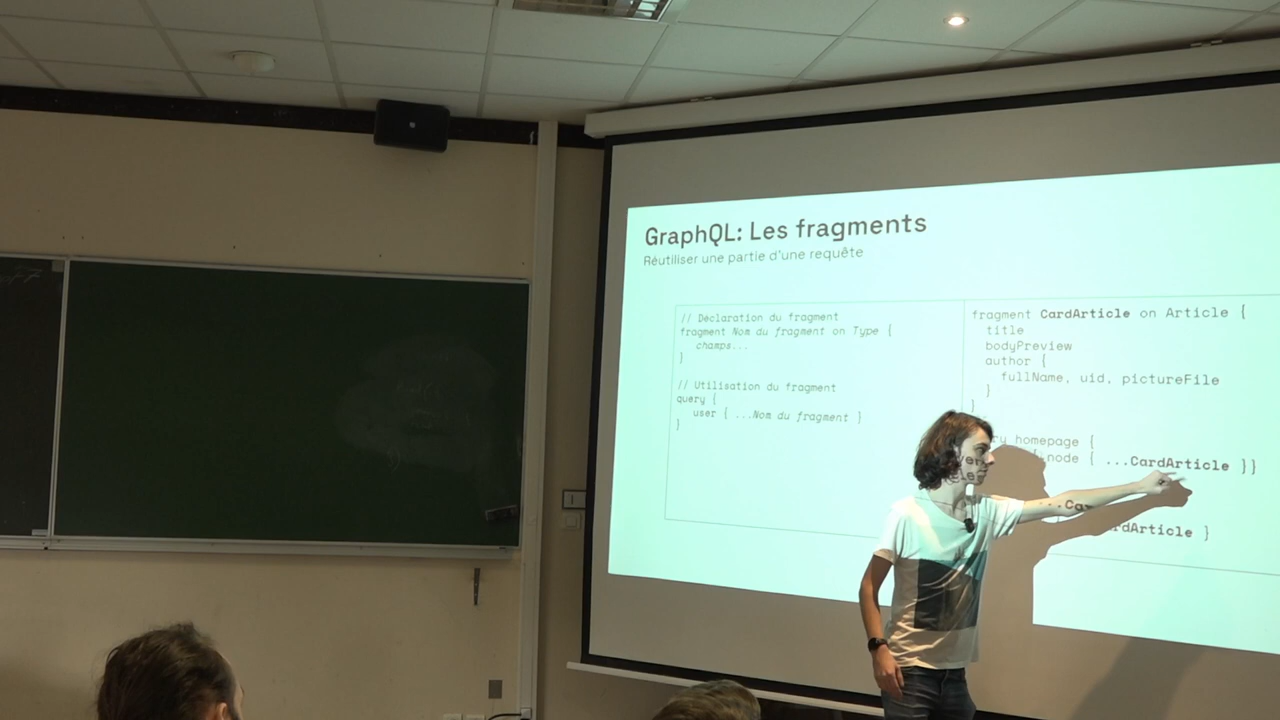 GraphQL: Les fragments
Réutiliser une partie d'une requête
// Déclaration du fragment
fragment Nom du fragment on Type {
champs...
}
// Utilisation du fragment
query {
user { ...Nom du fragment }
}
fragment CardArticle on Article {
title
bodyPreview
author {
fullName, uid, pictureFile
}
}
homepage {
node { ...CardArticle }}
}